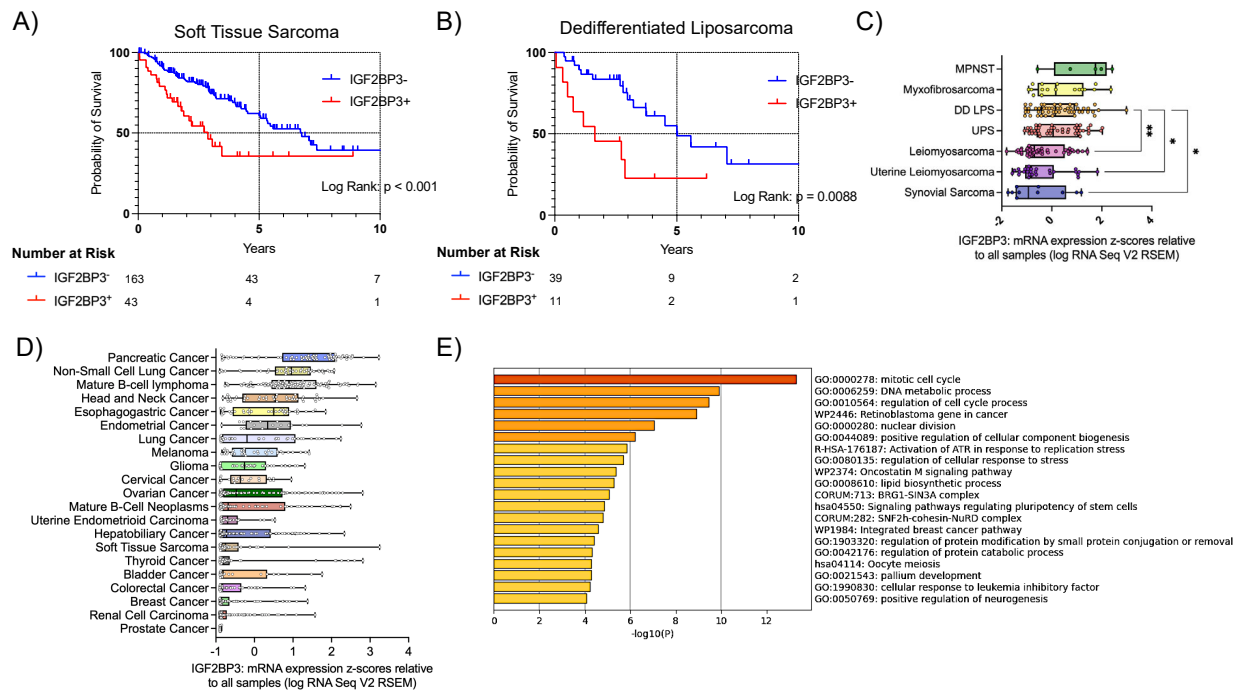 A)
Soft Tissue Sarcoma
100
50
0
0
5
10
Probability of Survival
Years
IGF2BP3-
IGF2BP3+
Log Rank: p < 0.001
Number at Risk
IGF2BP3⁻ 163 43 7
IGF2BP3⁺ 43 4 1
B)
Dedifferentiated Liposarcoma
100
50
0
0
5
10
Probability of Survival
Years
IGF2BP3-
IGF2BP3+
Log Rank: p = 0.0088
Number at Risk
IGF2BP3⁻ 39 9 2
IGF2BP3⁺ 11 2 1
C)
MPNST
Myxofibrosarcoma
DD LPS
UPS
Leiomyosarcoma
Uterine Leiomyosarcoma
Synovial Sarcoma
**
*
*
-2 0 2 4
IGF2BP3: mRNA expression z-scores relative
to all samples (log RNA Seq V2 RSEM)
D)
Pancreatic Cancer
Non-Small Cell Lung Cancer
Mature B-cell lymphoma
Head and Neck Cancer
Esophagogastric Cancer
Endometrial Cancer
Lung Cancer
Melanoma
Glioma
Cervical Cancer
Ovarian Cancer
Mature B-Cell Neoplasms
Uterine Endometrioid Carcinoma
Hepatobiliary Cancer
Soft Tissue Sarcoma
Thyroid Cancer
Bladder Cancer
Colorectal Cancer
Breast Cancer
Renal Cell Carcinoma
Prostate Cancer
-1 0 1 2 3 4
IGF2BP3: mRNA expression z-scores relative
to all samples (log RNA Seq V2 RSEM)
E)
GO:0000278: mitotic cell cycle
GO:0006259: DNA metabolic process
GO:0010564: regulation of cell cycle process
WP2446: Retinoblastoma gene in cancer
GO:0000280: nuclear division
GO:0044089: positive regulation of cellular component biogenesis
R-HSA-176187: Activation of ATR in response to replication stress
GO:0080135: regulation of cellular response to stress
WP2374: Oncostatin M signaling pathway
GO:0008610: lipid biosynthetic process
CORUM:713: BRG1-SIN3A complex
hsa04550: Signaling pathways regulating pluripotency of stem cells
CORUM:282: SNF2h-cohesin-NuRD complex
WP1984: Integrated breast cancer pathway
GO:1903320: regulation of protein modification by small protein conjugation or removal
GO:0042176: regulation of protein catabolic process
hsa04114: Oocyte meiosis
GO:0021543: pallium development
GO:1990830: cellular response to leukemia inhibitory factor
GO:0050769: positive regulation of neurogenesis
0 2 4 6 8 10 12
-log10(P)